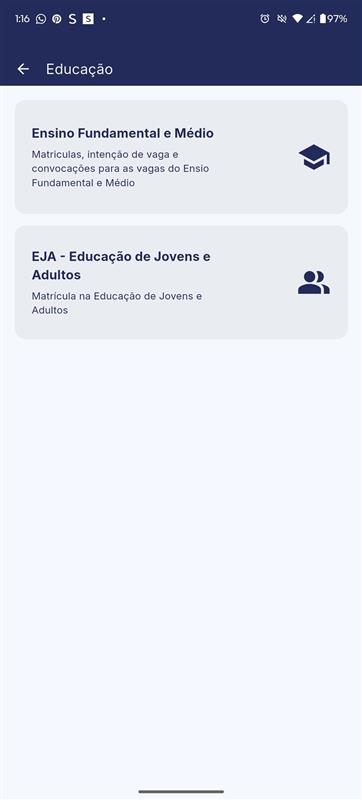 1:16 S S 97%
Educação
Ensino Fundamental e Médio
Matriculas, intenção de vaga e
convocações para as vagas do Ensio
Fundamental e Médio
EJA - Educação de Jovens e
Adultos
Matrícula na Educação de Jovens e
Adultos